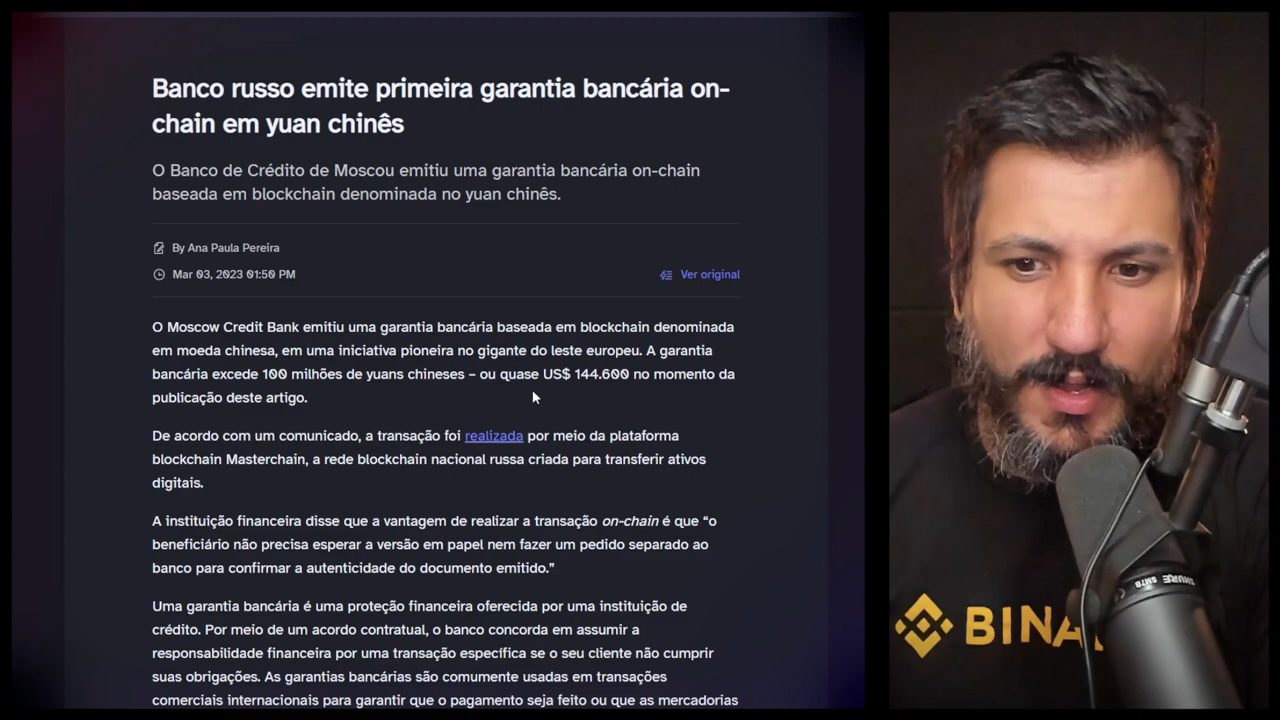 Banco russo emite primeira garantia bancária on-
chain em yuan chinês
O Banco de Crédito de Moscou emitiu uma garantia bancária on-chain
baseada em blockchain denominada no yuan chinês.
By Ana Paula Pereira
Mar 03, 2023 01:50 PM
Ver original
O Moscow Credit Bank emitiu uma garantia bancária baseada em blockchain denominada
em moeda chinesa, em uma iniciativa pioneira no gigante do leste europeu. A garantia
bancária excede 100 milhões de yuans chineses – ou quase US$ 144.600 no momento da
publicação deste artigo.
De acordo com um comunicado, a transação foi realizada por meio da plataforma
blockchain Masterchain, a rede blockchain nacional russa criada para transferir ativos
digitais.
A instituição financeira disse que a vantagem de realizar a transação on-chain é que “o
beneficiário não precisa esperar a versão em papel nem fazer um pedido separado ao
banco para confirmar a autenticidade do documento emitido.”
Uma garantia bancária é uma proteção financeira oferecida por uma instituição de
crédito. Por meio de um acordo contratual, o banco concorda em assumir a
responsabilidade financeira por uma transação específica se o seu cliente não cumprir
suas obrigações. As garantias bancárias são comumente usadas em transações
comerciais internacionais para garantir que o pagamento seja feito ou que as mercadorias
SHURE SM7B
BINA